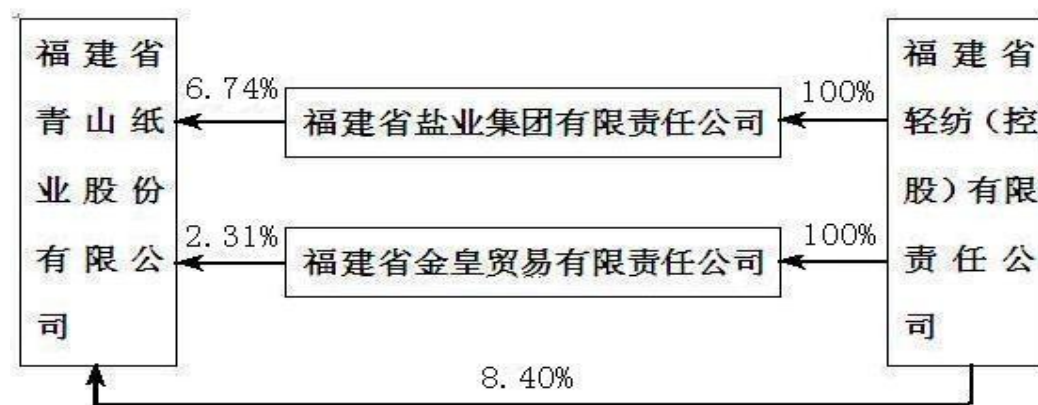 福建省
青山纸
业股份
有限公
司
6.74%
福建省盐业集团有限责任公司
100%
2.31%
福建省金皇贸易有限责任公司
100%
福建省
轻纺（控
股）有限
责任公
司
8.40%